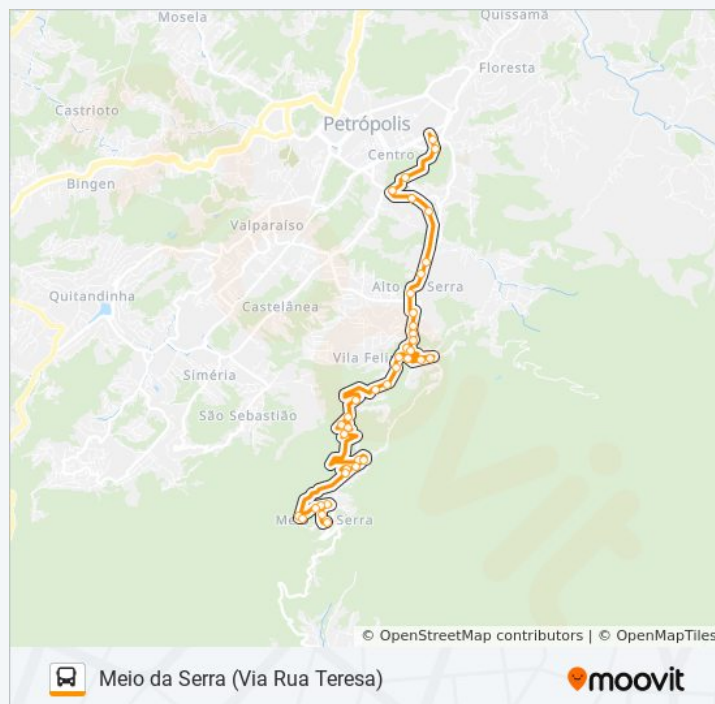 Mosela
Quissamã
Floresta
Castrioto
Petrópolis
Centro
Bingen
Valparaíso
Alto Serra
Quitandinha
Castelânea
Vila Feli
Siméria
São Sebastião
Me Serra
© OpenStreetMap contributors | © OpenMapTiles
Meio da Serra (Via Rua Teresa)
moovit